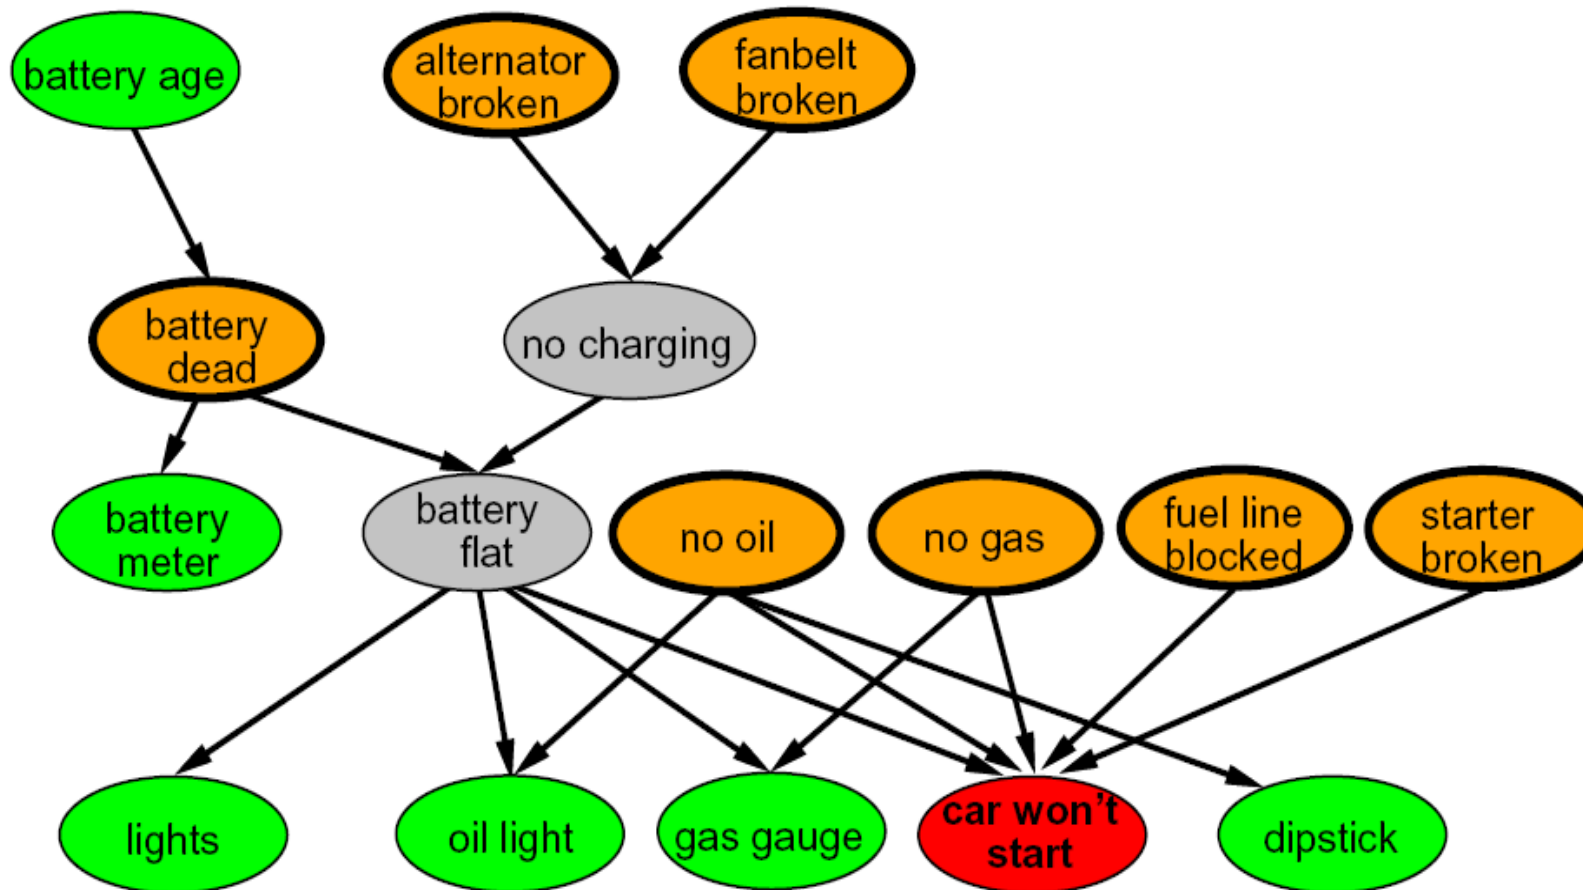 battery age
alternator
broken
fanbelt
broken
battery
dead
no charging
battery
meter
battery
flat
no oil
no gas
fuel line
blocked
starter
broken
lights
oil light
gas gauge
car won't
start
dipstick